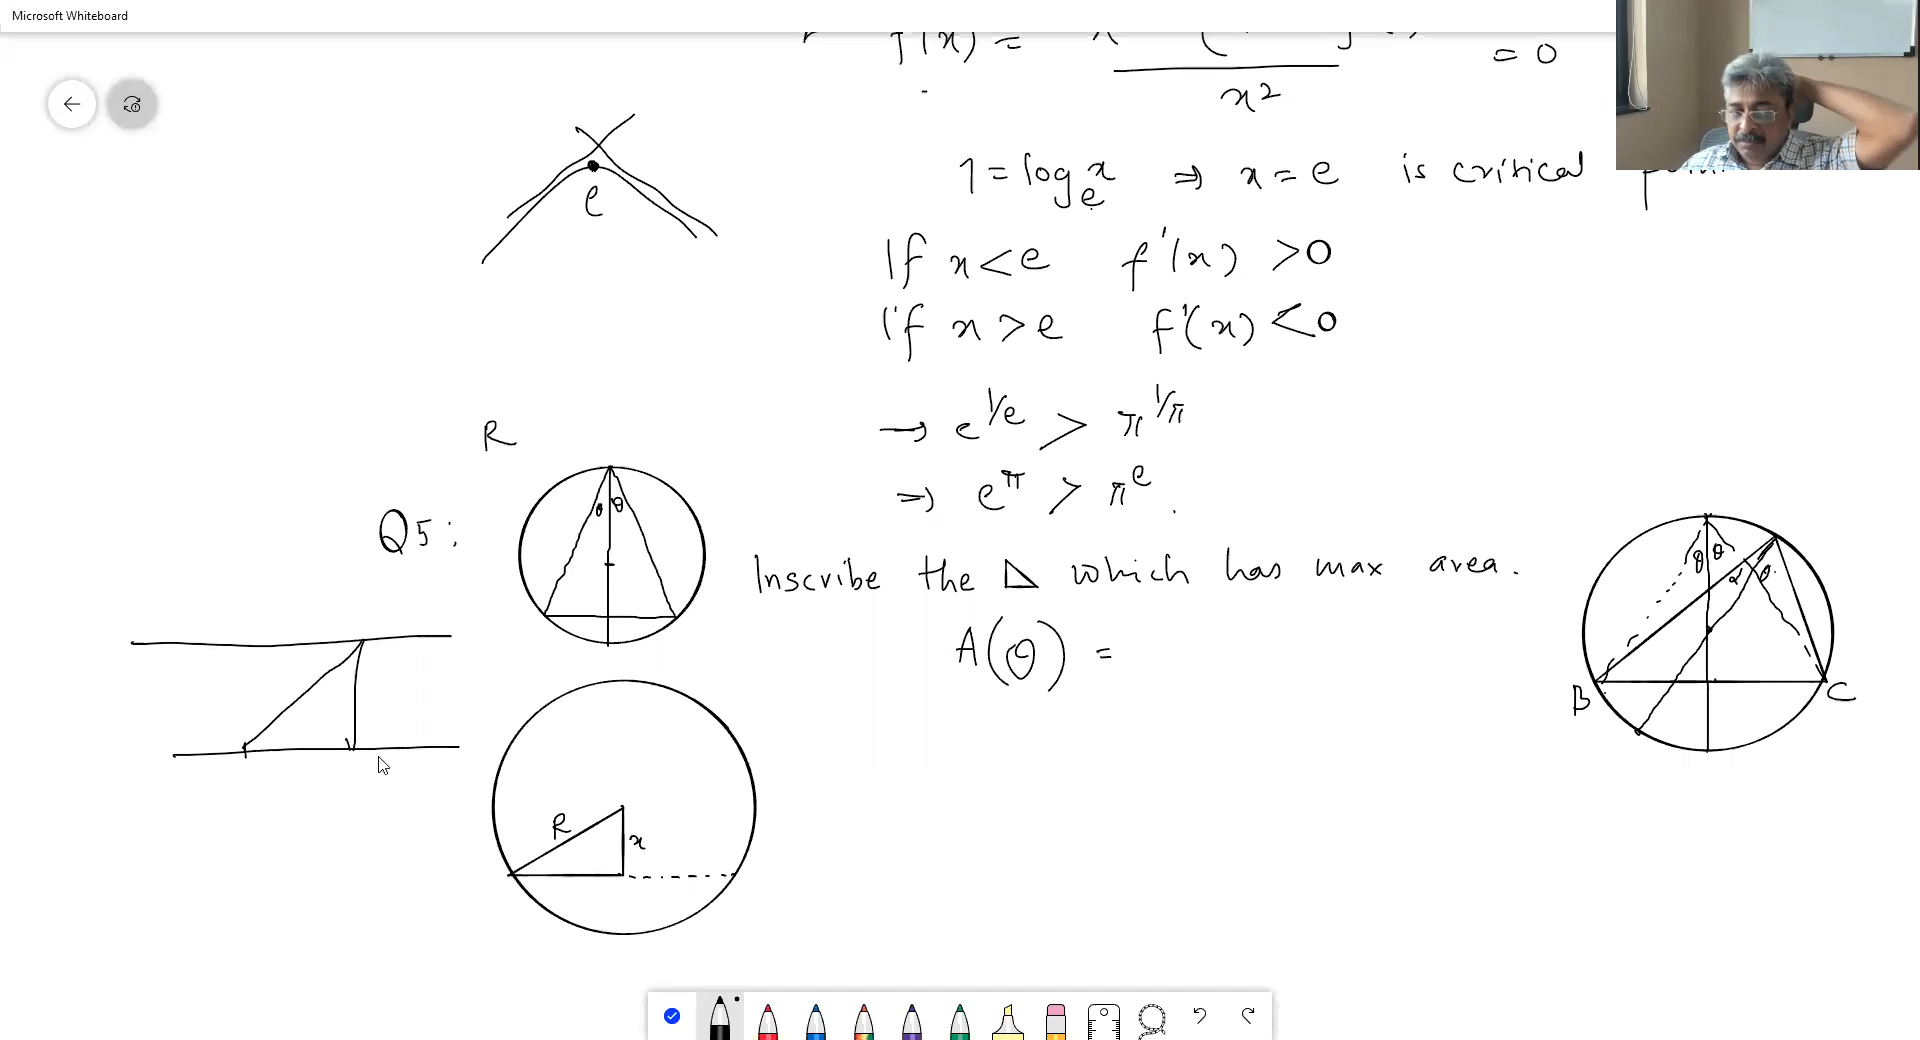 Microsoft Whiteboard
f'(x) =
x²
= 0
1 = logₑx ⇒ x = e is critical
e
If x < e f'(x) > 0
if x > e f'(x) < 0
→ e^1/e > π^1/π
⇒ e^π > π^e.
R
Q5:
θ θ
Inscribe the △ which has max area.
A(θ) =
θ θ
α θ
B C
R x